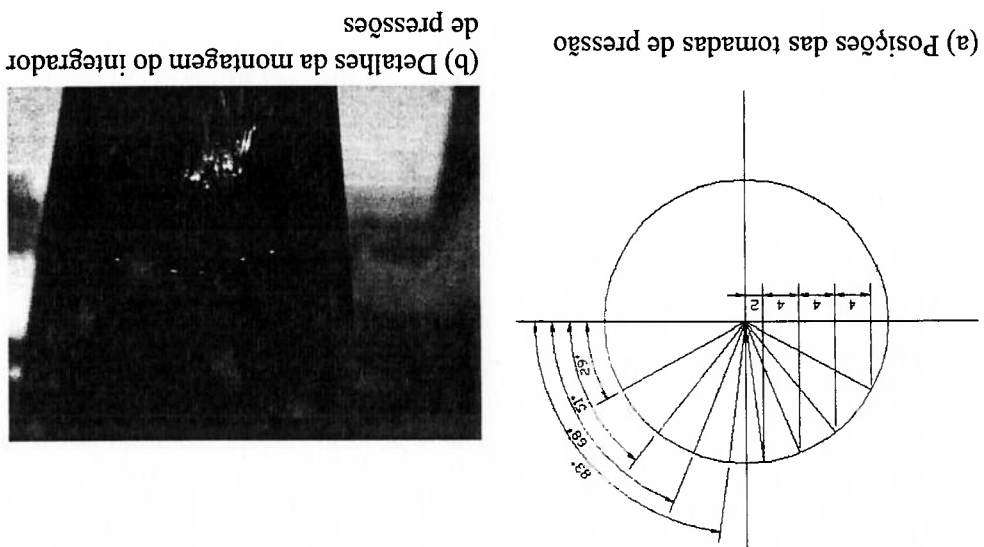 83°
68°
51°
29°
2 4 4 4
(a) Posições das tomadas de pressão
(b) Detalhes da montagem do integrador
de pressões